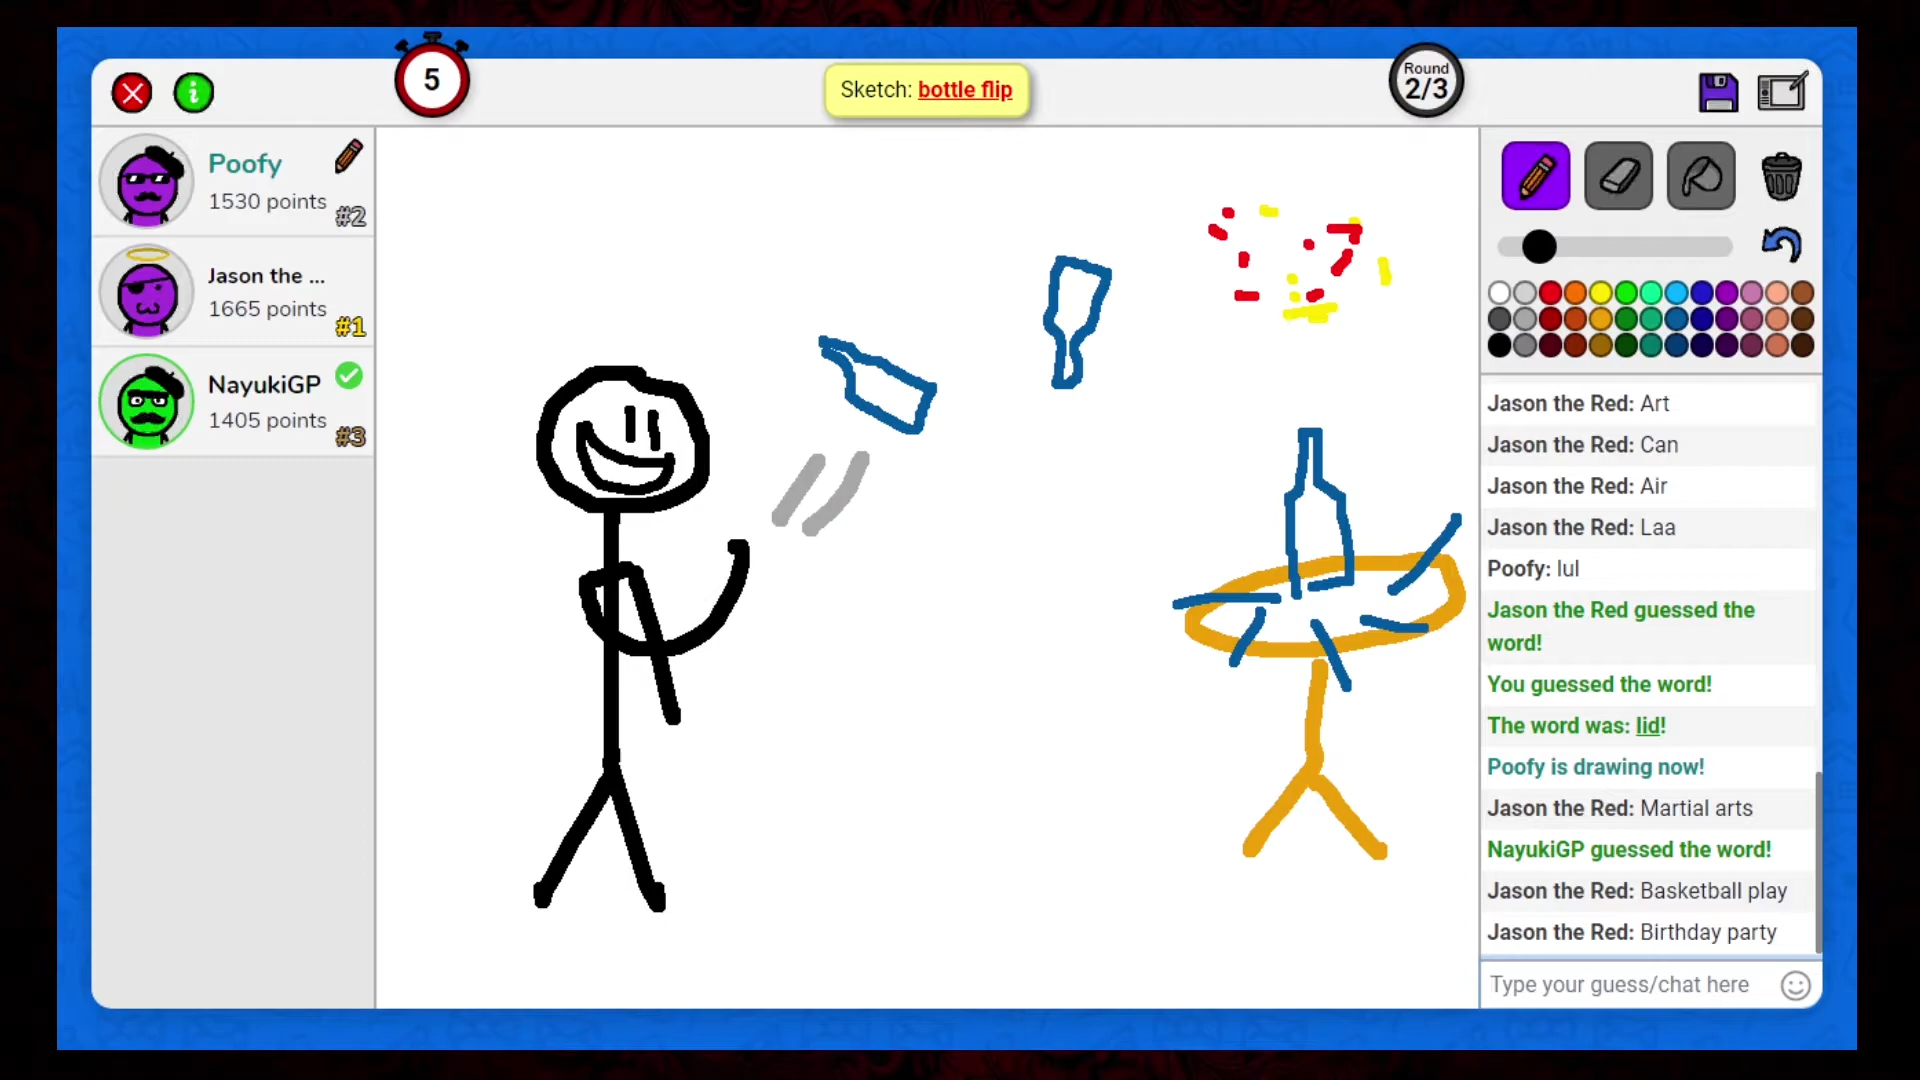 5
Sketch: bottle flip
Round
2/3
Poofy
1530 points
#2
Jason the ...
1665 points
#1
NayukiGP
1405 points
#3
Jason the Red: Art
Jason the Red: Can
Jason the Red: Air
Jason the Red: Laa
Poofy: lul
Jason the Red guessed the
word!
You guessed the word!
The word was: lid!
Poofy is drawing now!
Jason the Red: Martial arts
NayukiGP guessed the word!
Jason the Red: Basketball play
Jason the Red: Birthday party
Type your guess/chat here